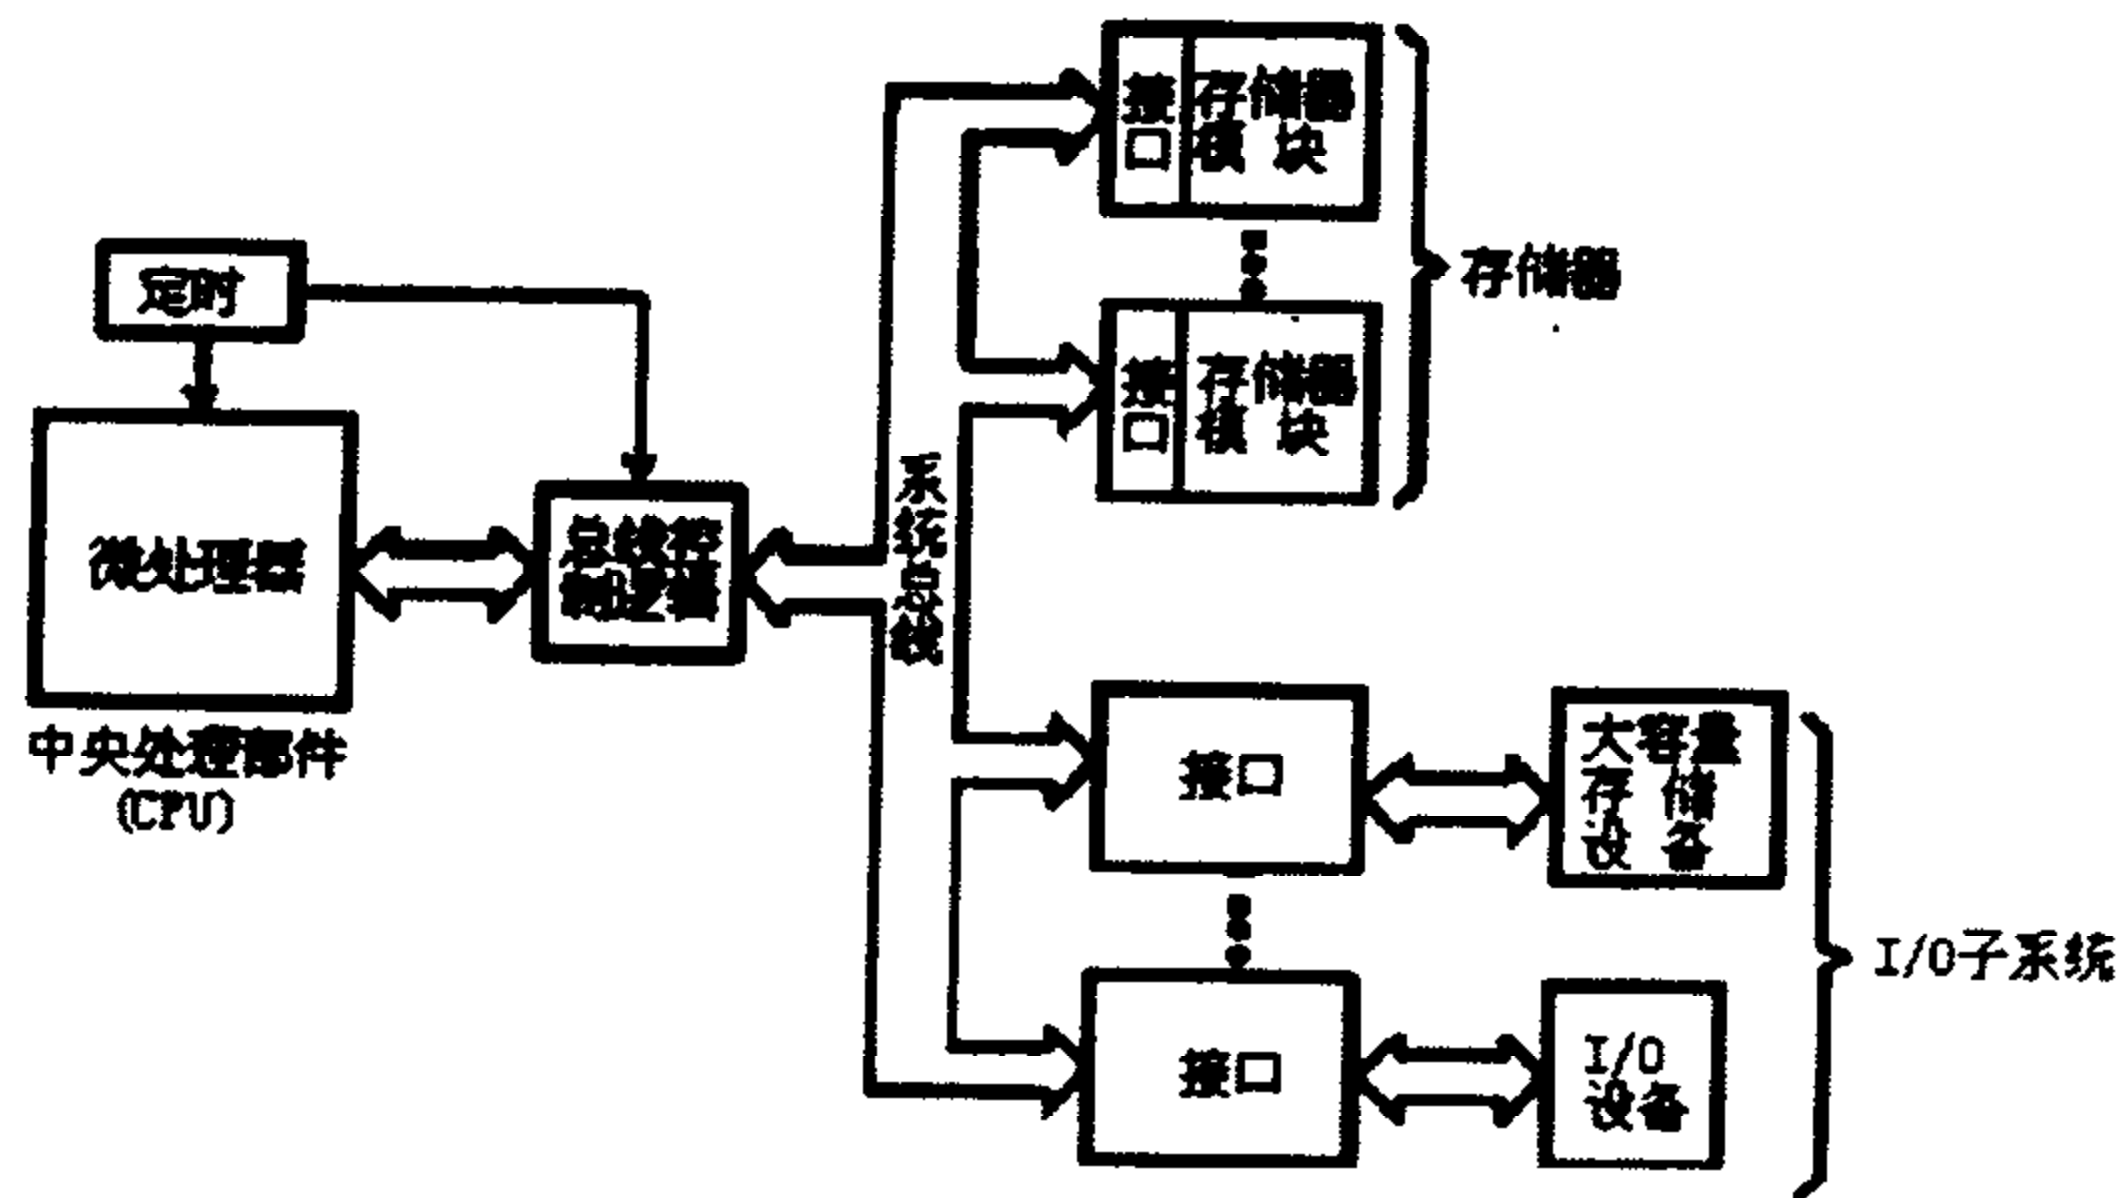 接口
存储器
模块
存储器
定时
接口
存储器
模块
系统总线
微处理器
总线控
制逻辑
中央处理部件
(CPU)
接口
大容量
存储
设备
I/O子系统
接口
I/O
设备